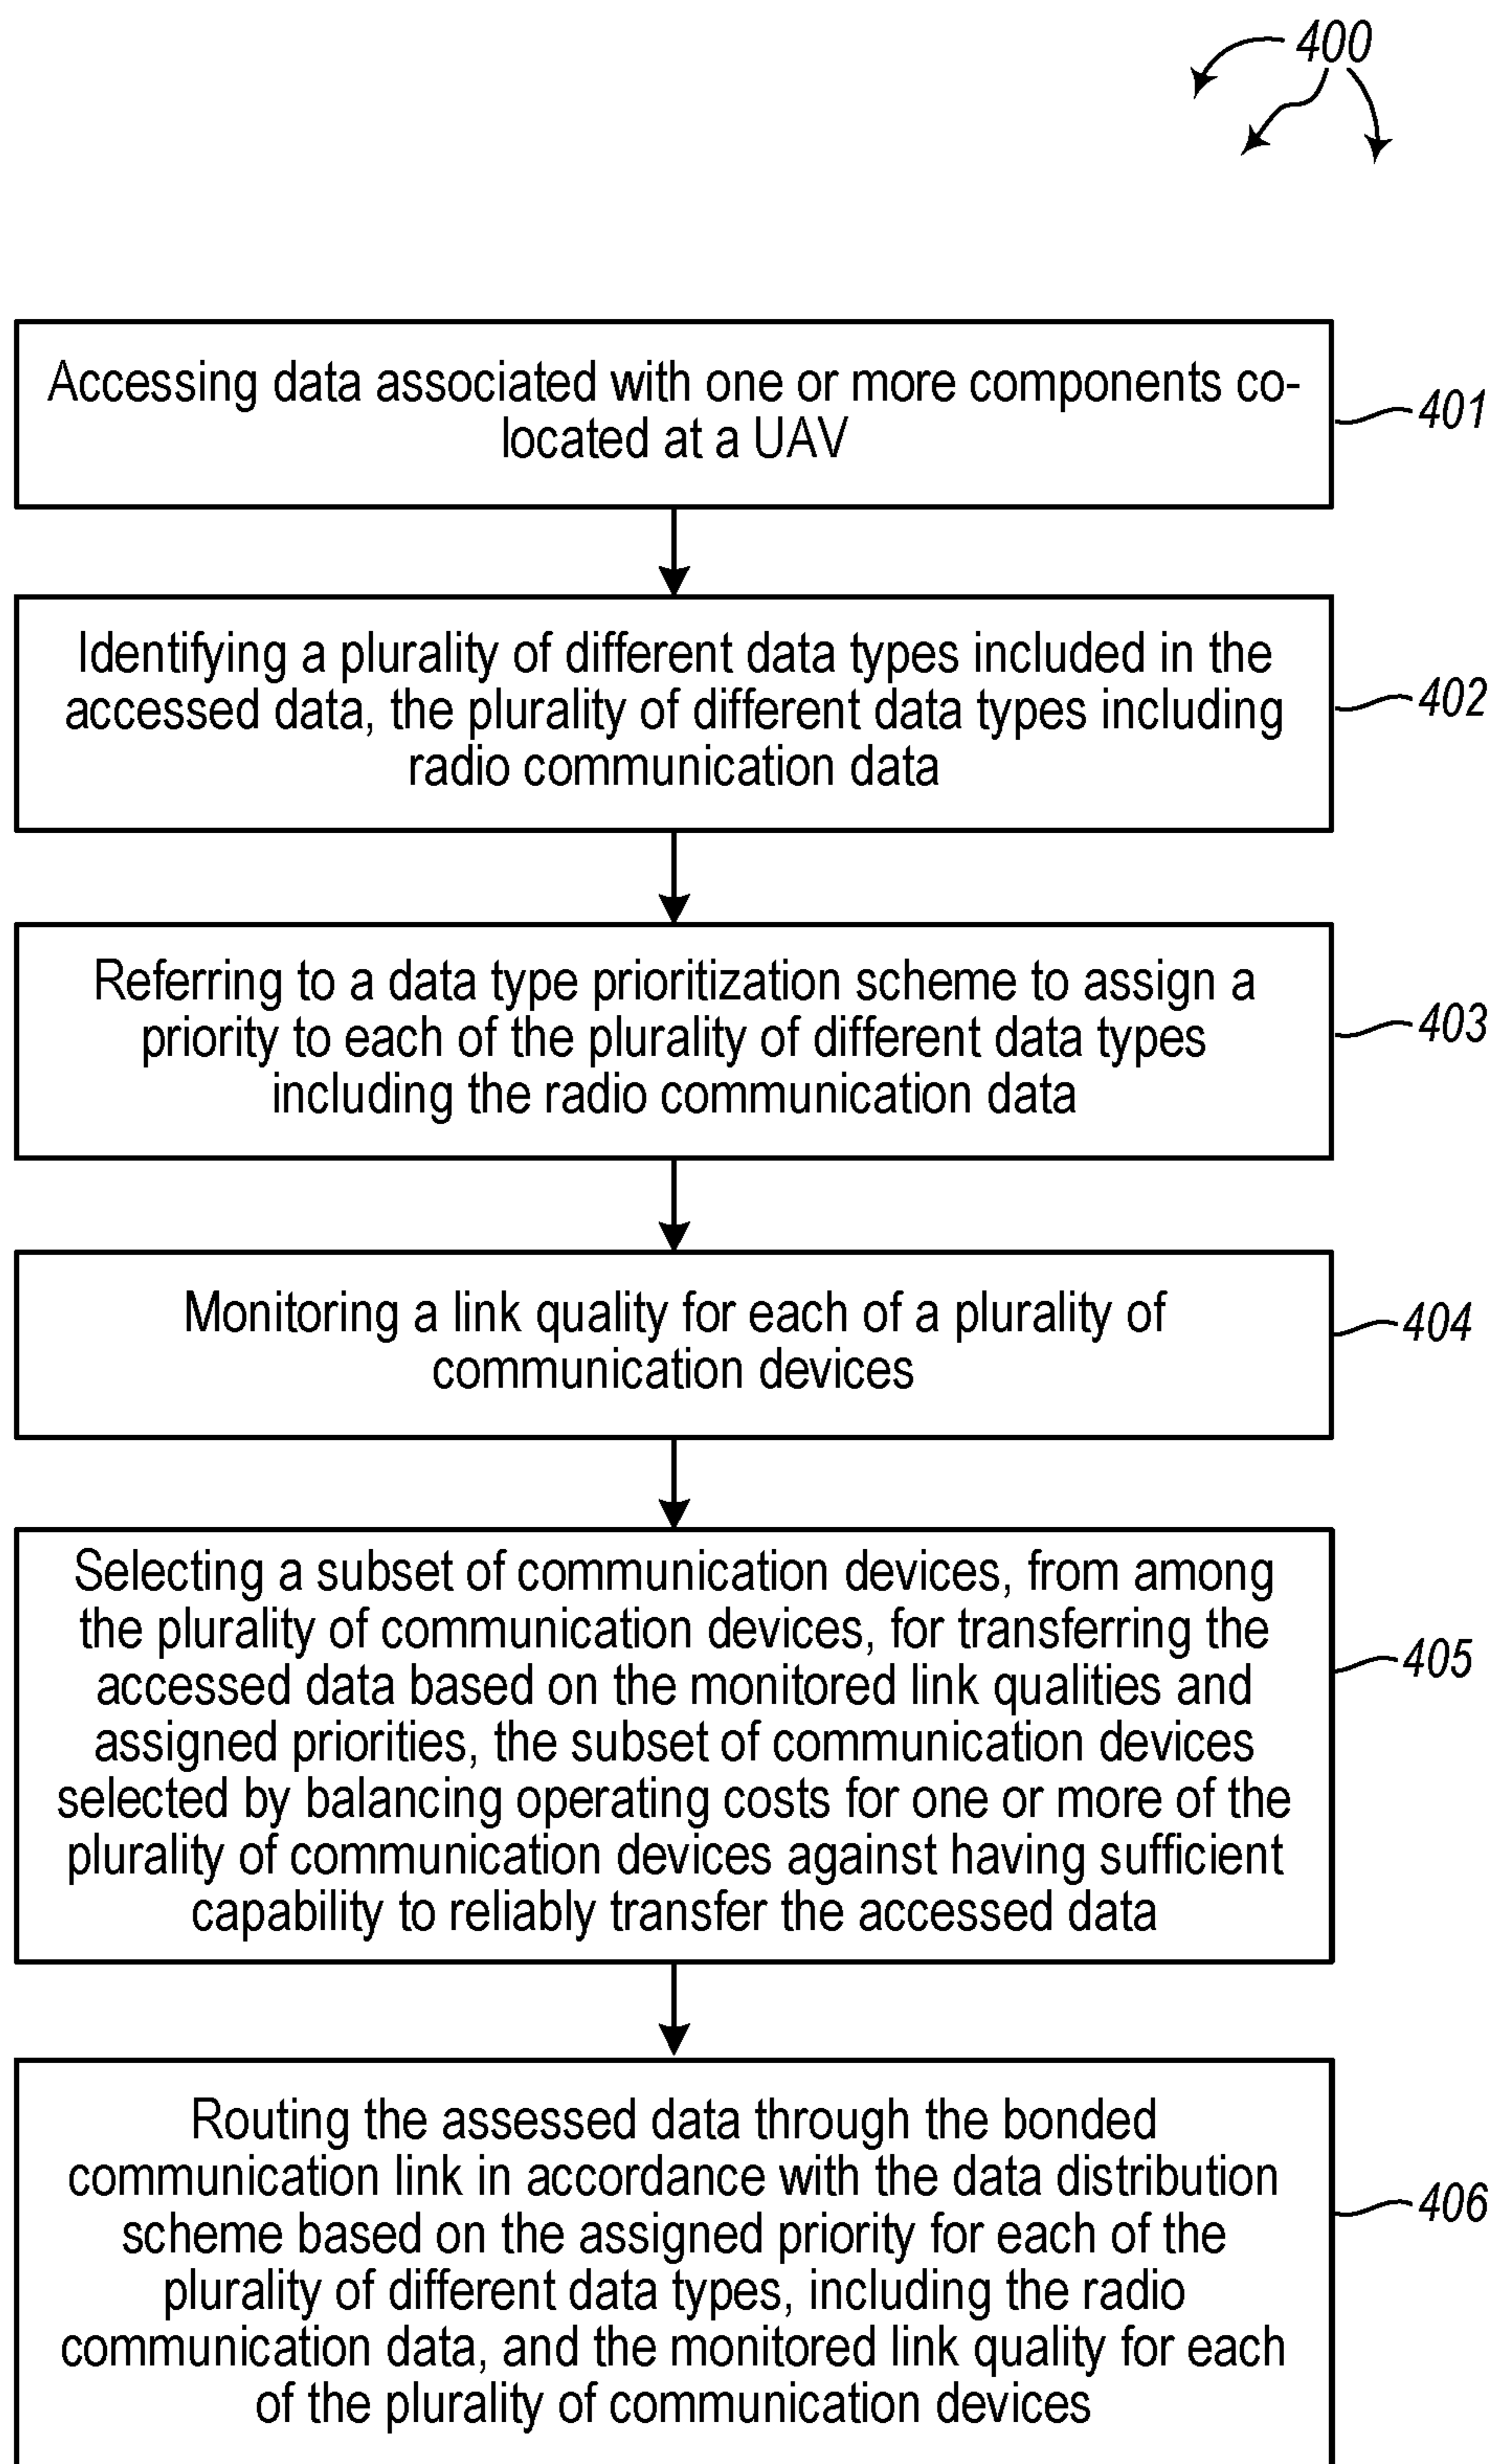 400
Accessing data associated with one or more components co-
located at a UAV
401
Identifying a plurality of different data types included in the
accessed data, the plurality of different data types including
radio communication data
402
Referring to a data type prioritization scheme to assign a
priority to each of the plurality of different data types
including the radio communication data
403
Monitoring a link quality for each of a plurality of
communication devices
404
Selecting a subset of communication devices, from among
the plurality of communication devices, for transferring the
accessed data based on the monitored link qualities and
assigned priorities, the subset of communication devices
selected by balancing operating costs for one or more of the
plurality of communication devices against having sufficient
capability to reliably transfer the accessed data
405
Routing the assessed data through the bonded
communication link in accordance with the data distribution
scheme based on the assigned priority for each of the
plurality of different data types, including the radio
communication data, and the monitored link quality for each
of the plurality of communication devices
406